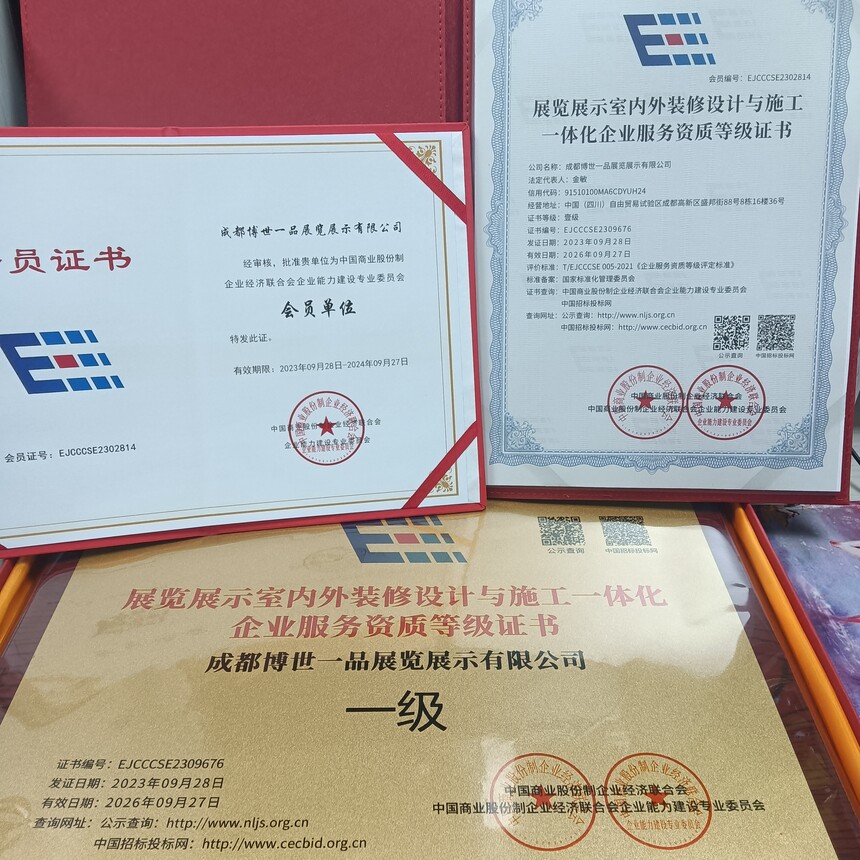 员证书
会员证号：EJCCCSE2302814
成都博世一品展览展示有限公司
经审核，批准贵单位为中国商业股份制
企业经济联合会企业能力建设专业委员会
会员单位
特发此证。
有效期限：2023年09月28日-2024年09月27日
中国商业股份制企业经济联合会
企业能力建设专业委员会
会员编号：EJCCCSE2302814
展览展示室内外装修设计与施工
一体化企业服务资质等级证书
公司名称：成都博世一品展览展示有限公司
法定代表人：金敏
信用代码：91510100MA6CDYUH24
经营地址：中国（四川）自由贸易试验区成都高新区盛邦街88号8栋16楼36号
证书等级：壹级
证书编号：EJCCCSE2309676
发证日期：2023年09月28日
有效日期：2026年09月27日
评价标准：T/EJCCCSE 005-2021《企业服务资质等级评定标准》
标准备案：国家标准化管理委员会
证书查询：中国商业股份制企业经济联合会企业能力建设专业委员会
中国招标投标网
查询网址：公示查询：http://www.nljs.org.cn
中国招标投标网：http://www.cecbid.org.cn
公示查询
中国招标投标网
中国商业股份制企业经济联合会
中国商业股份制企业经济联合会企业能力建设专业委员会
公示查询
中国招标投标网
展览展示室内外装修设计与施工一体化
企业服务资质等级证书
成都博世一品展览展示有限公司
一级
证书编号：EJCCCSE2309676
发证日期：2023年09月28日
有效日期：2026年09月27日
查询网址：公示查询：http://www.nljs.org.cn
中国招标投标网：http://www.cecbid.org.cn
中国商业股份制企业经济联合会
中国商业股份制企业经济联合会企业能力建设专业委员会